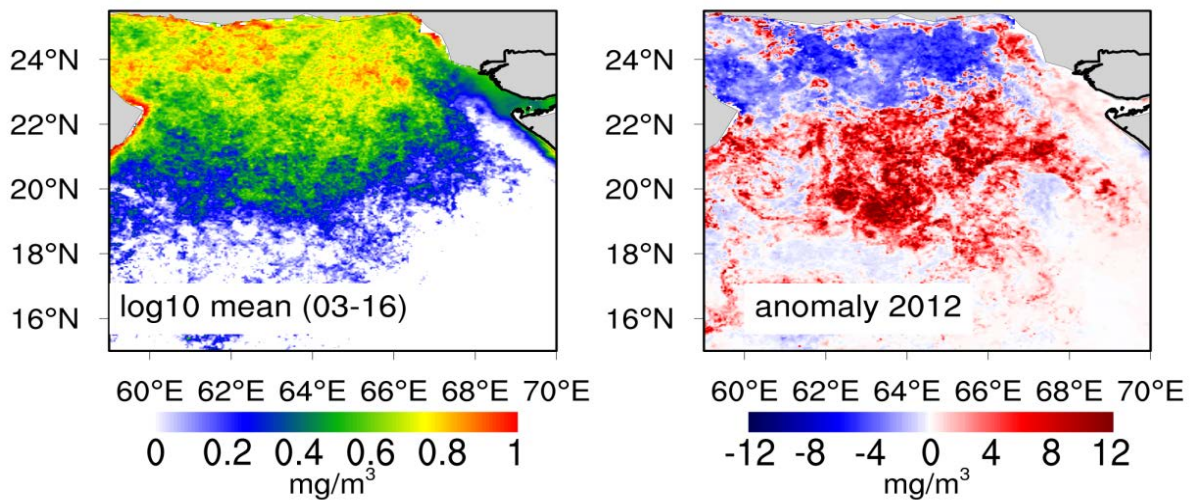 24°N
22°N
20°N
18°N
16°N
log10 mean (03-16)
60°E 62°E 64°E 66°E 68°E 70°E
0 0.2 0.4 0.6 0.8 1
mg/m³
24°N
22°N
20°N
18°N
16°N
anomaly 2012
60°E 62°E 64°E 66°E 68°E 70°E
-12 -8 -4 0 4 8 12
mg/m³